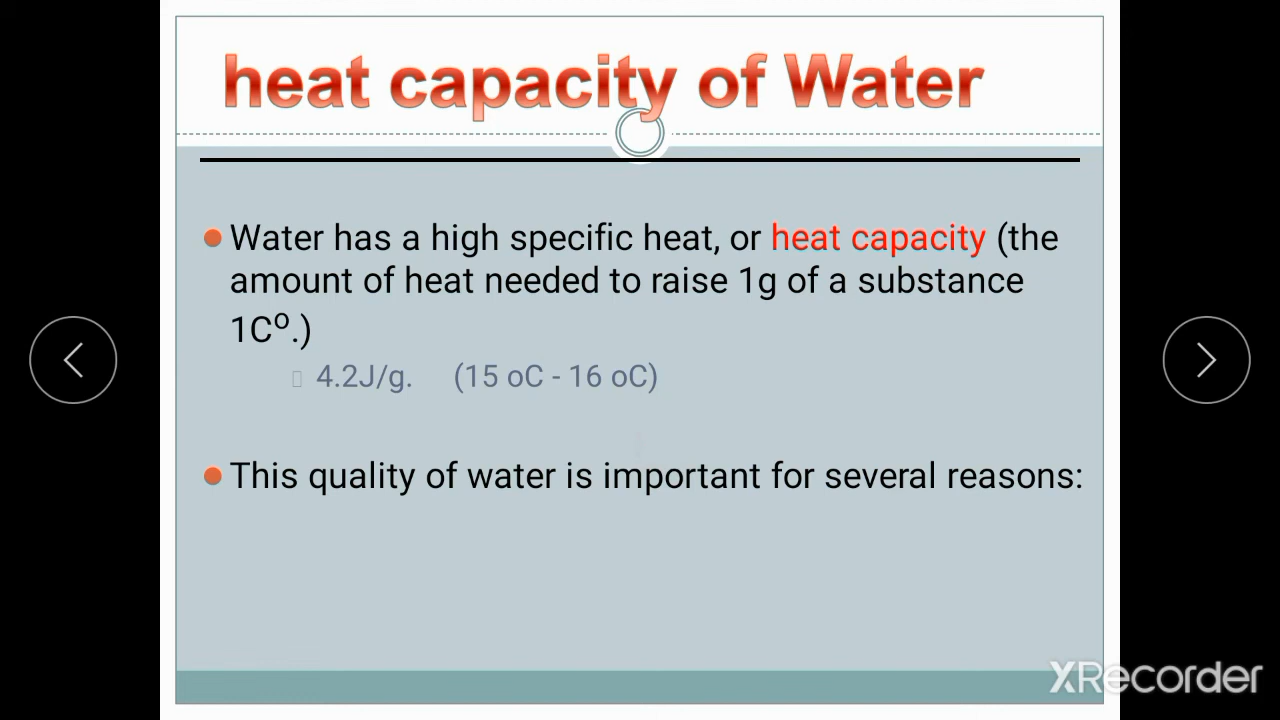 heat capacity of Water
Water has a high specific heat, or heat capacity (the
amount of heat needed to raise 1g of a substance
1Cº.)
4.2J/g. (15 oC - 16 oC)
This quality of water is important for several reasons:
XRecorder